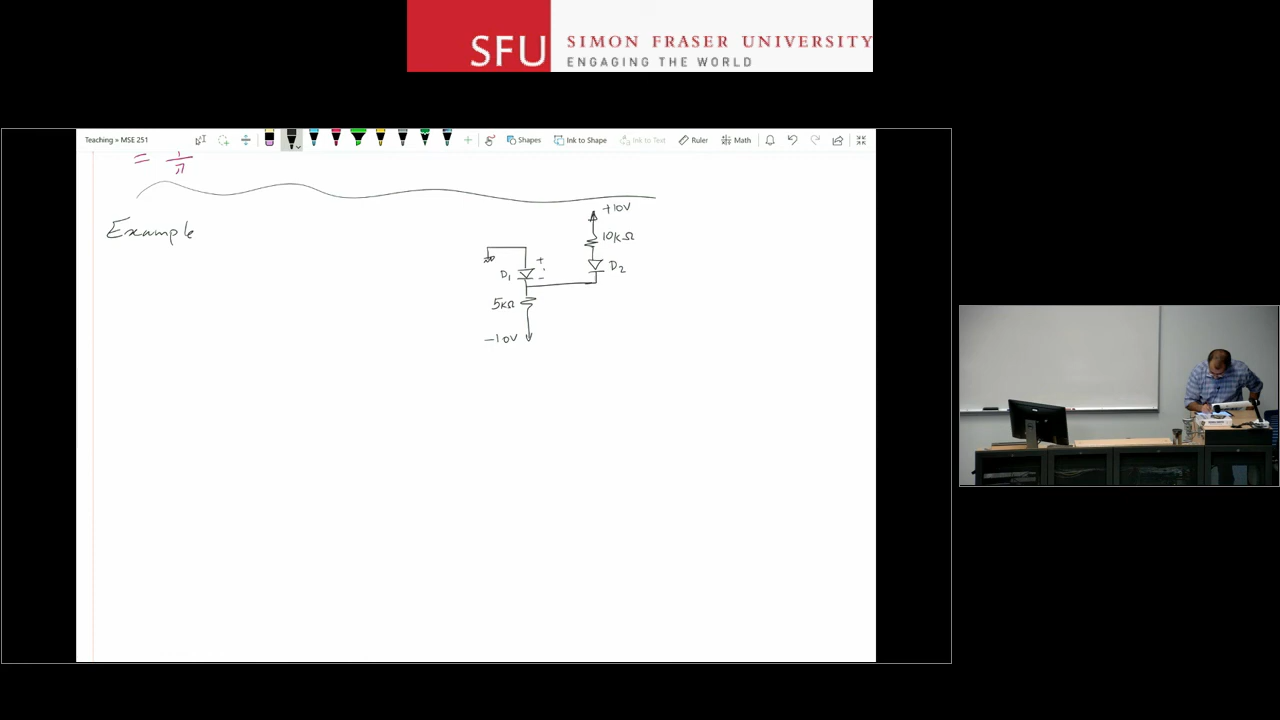 SFU SIMON FRASER UNIVERSITY
ENGAGING THE WORLD
Teaching » MSE 251
Shapes
Ink to Shape
Ink to Text
Ruler
Math
= 1/π
Example
+10V
10kΩ
D1 + -
D2
5kΩ
-10V